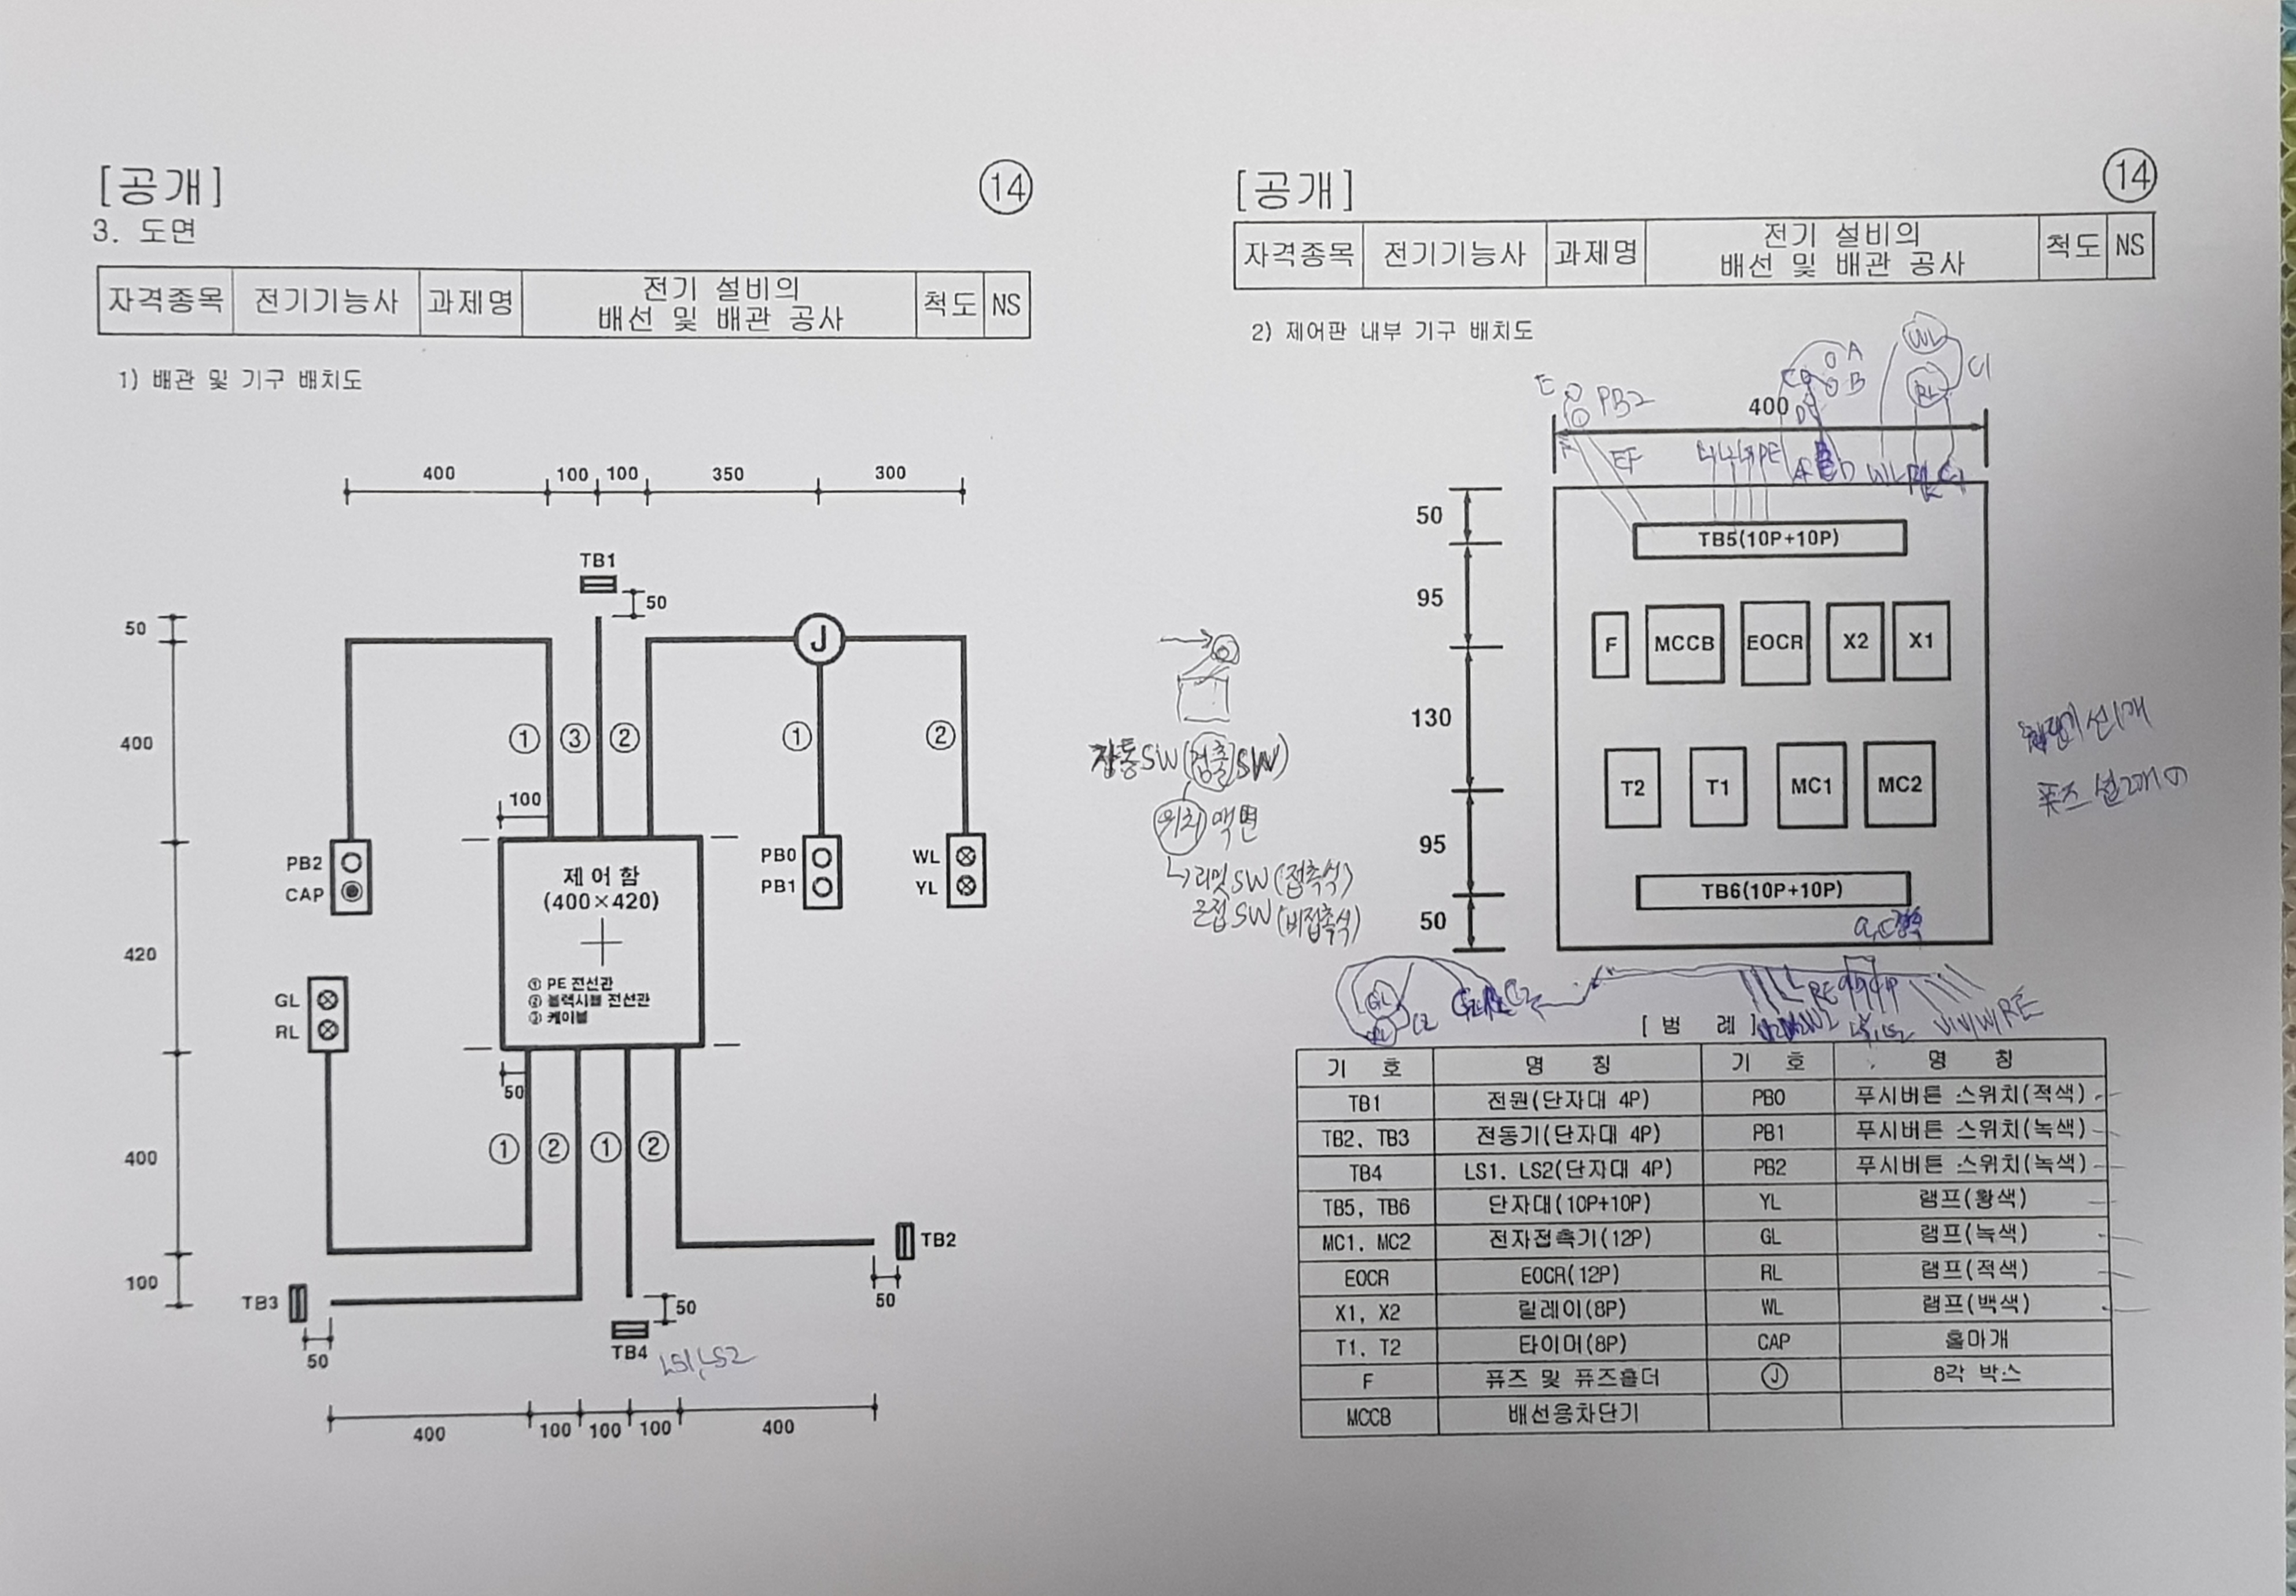 [공개]
14
3. 도면
자격종목 전기기능사 과제명 전기 설비의 배선 및 배관 공사 척도 NS
1) 배관 및 기구 배치도
400 100 100 350 300
TB1
50
50
J
400
① ③ ② ① ②
100
PB2
CAP
제어함
(400×420)
① PE 전선관
② 플렉시블 전선관
③ 케이블
PB0
PB1
WL
YL
420
GL
RL
50
400
① ② ① ②
TB2
50
100
TB3
50
50
TB4 LS1, LS2
400 100 100 100 400
[공개]
14
자격종목 전기기능사 과제명 전기 설비의 배선 및 배관 공사 척도 NS
2) 제어판 내부 기구 배치도
WL
A
B
C1
RL
E
PB2
400
EF
50
TB5(10P+10P)
95
F MCCB EOCR X2 X1
130
T2 T1 MC1 MC2
95
TB6(10P+10P)
50
SW(검출SW)
위치
리밋SW(접촉식)
근접SW(비접촉식)
GL
C2
[범 례]
기 호 명 칭 기 호 명 칭
TB1 전원(단자대 4P) PB0 푸시버튼 스위치(적색)
TB2, TB3 전동기(단자대 4P) PB1 푸시버튼 스위치(녹색)
TB4 LS1, LS2(단자대 4P) PB2 푸시버튼 스위치(녹색)
TB5, TB6 단자대(10P+10P) YL 램프(황색)
MC1, MC2 전자접촉기(12P) GL 램프(녹색)
EOCR EOCR(12P) RL 램프(적색)
X1, X2 릴레이(8P) WL 램프(백색)
T1, T2 타이머(8P) CAP 홀마개
F 퓨즈 및 퓨즈홀더 J 8각 박스
MCCB 배선용차단기